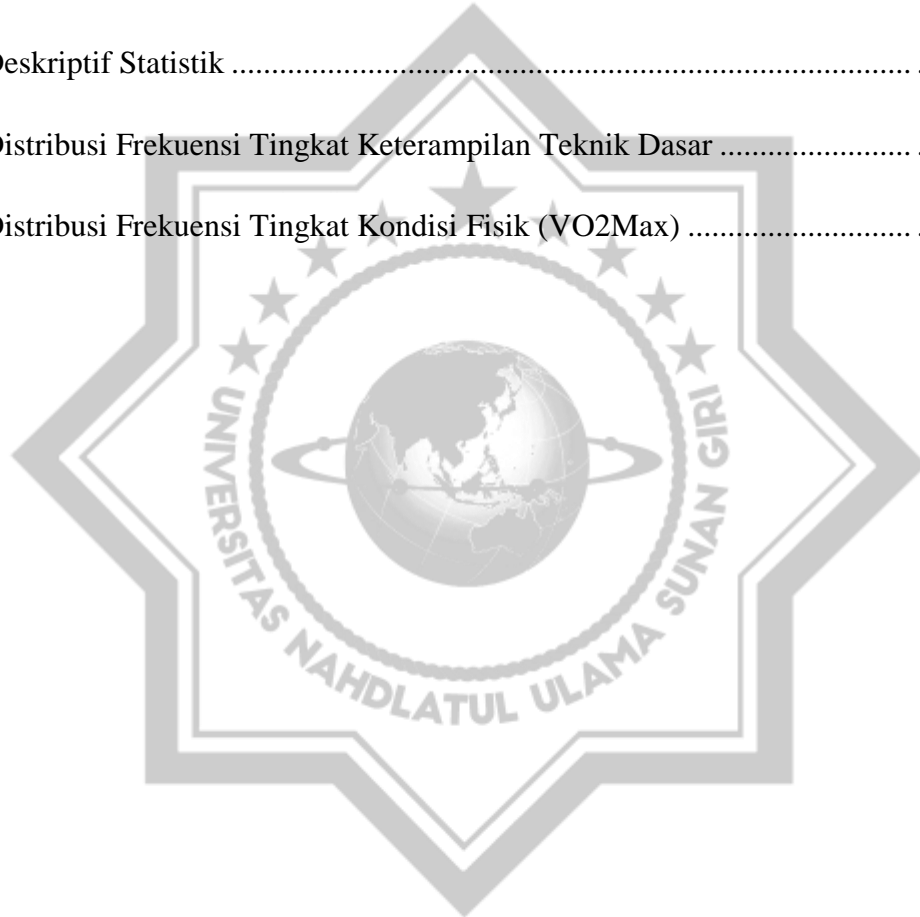 Deskriptif Statistik ..................................................................................... .
Distribusi Frekuensi Tingkat Keterampilan Teknik Dasar ........................ .
Distribusi Frekuensi Tingkat Kondisi Fisik (VO2Max) ............................ .
UNIVERSITAS NAHDLATUL ULAMA SUNAN GIRI